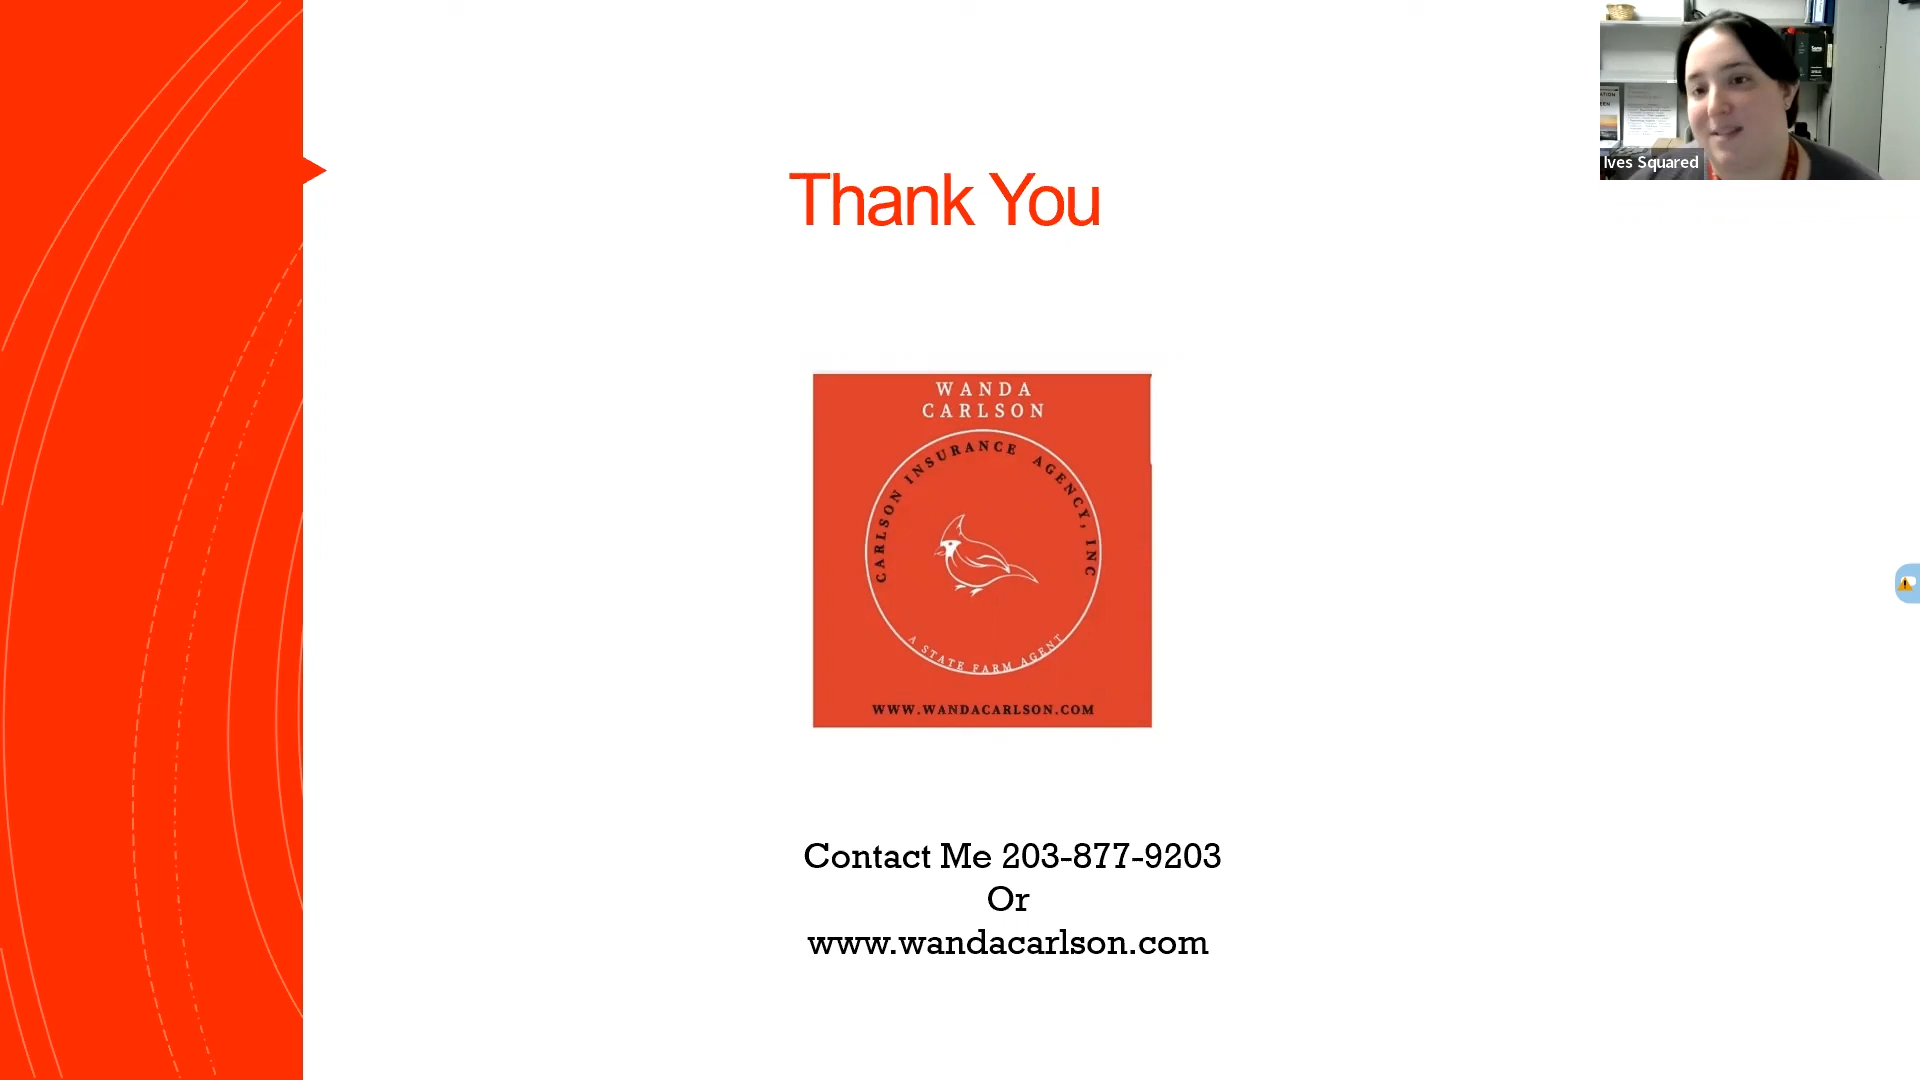 Thank You
Ives Squared
WANDA
CARLSON
CARLSON INSURANCE AGENCY, INC
A STATE FARM AGENT
WWW.WANDACARLSON.COM
Contact Me 203-877-9203
Or
www.wandacarlson.com